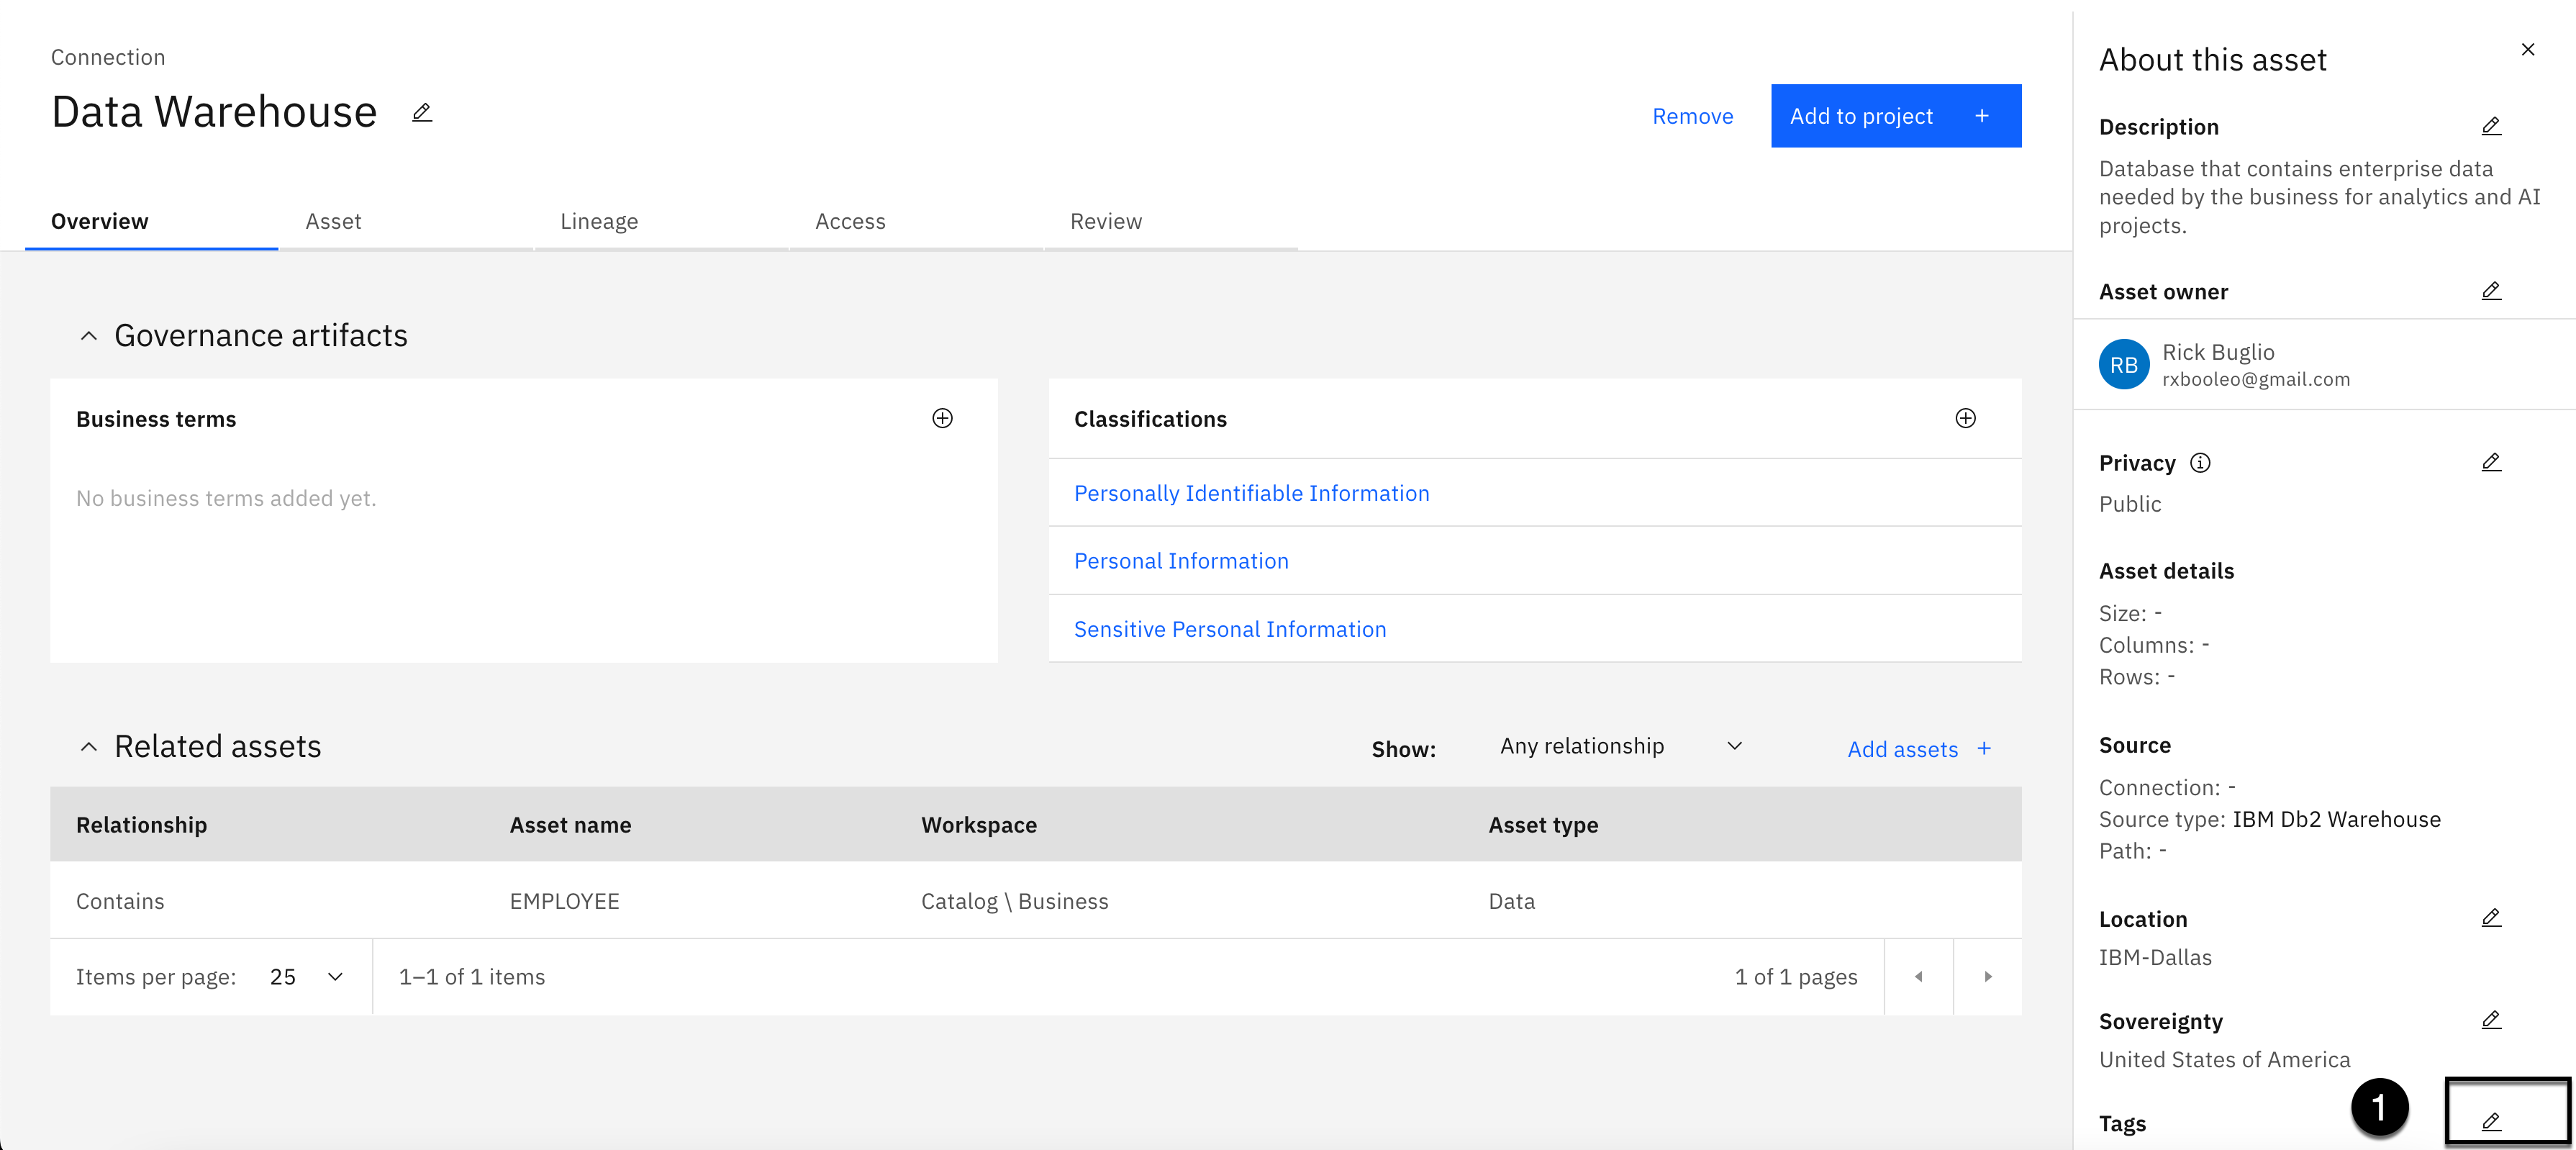 Connection
Data Warehouse
Remove
Add to project +
Overview
Asset
Lineage
Access
Review
Governance artifacts
Business terms
No business terms added yet.
Classifications
Personally Identifiable Information
Personal Information
Sensitive Personal Information
Related assets
Show:
Any relationship
Add assets +
Relationship
Asset name
Workspace
Asset type
Contains
EMPLOYEE
Catalog \ Business
Data
Items per page: 25
1–1 of 1 items
1 of 1 pages
About this asset
Description
Database that contains enterprise data
needed by the business for analytics and AI
projects.
Asset owner
RB
Rick Buglio
rxbooleo@gmail.com
Privacy
Public
Asset details
Size: -
Columns: -
Rows: -
Source
Connection: -
Source type: IBM Db2 Warehouse
Path: -
Location
IBM-Dallas
Sovereignty
United States of America
Tags
1